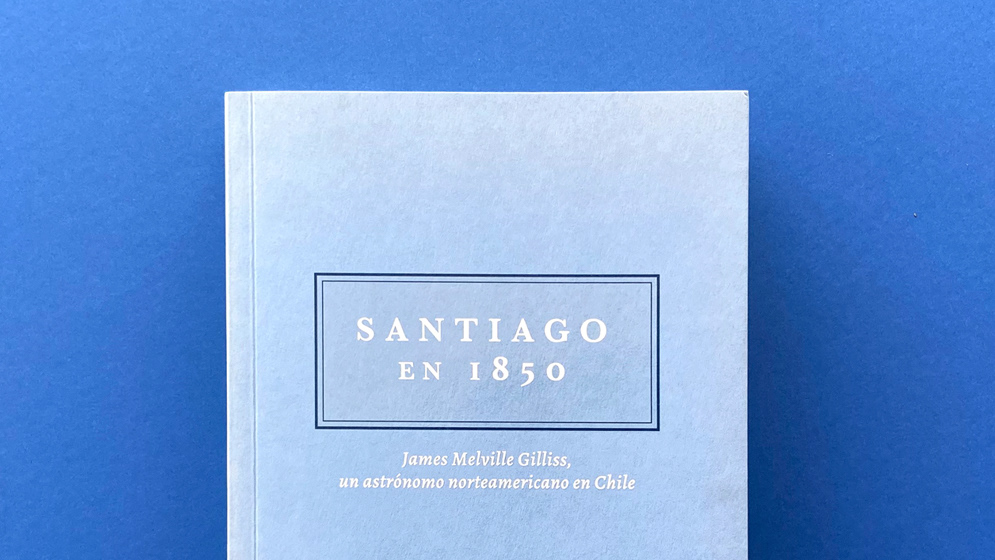 SANTIAGO
EN 1850
James Melville Gilliss,
un astrónomo norteamericano en Chile